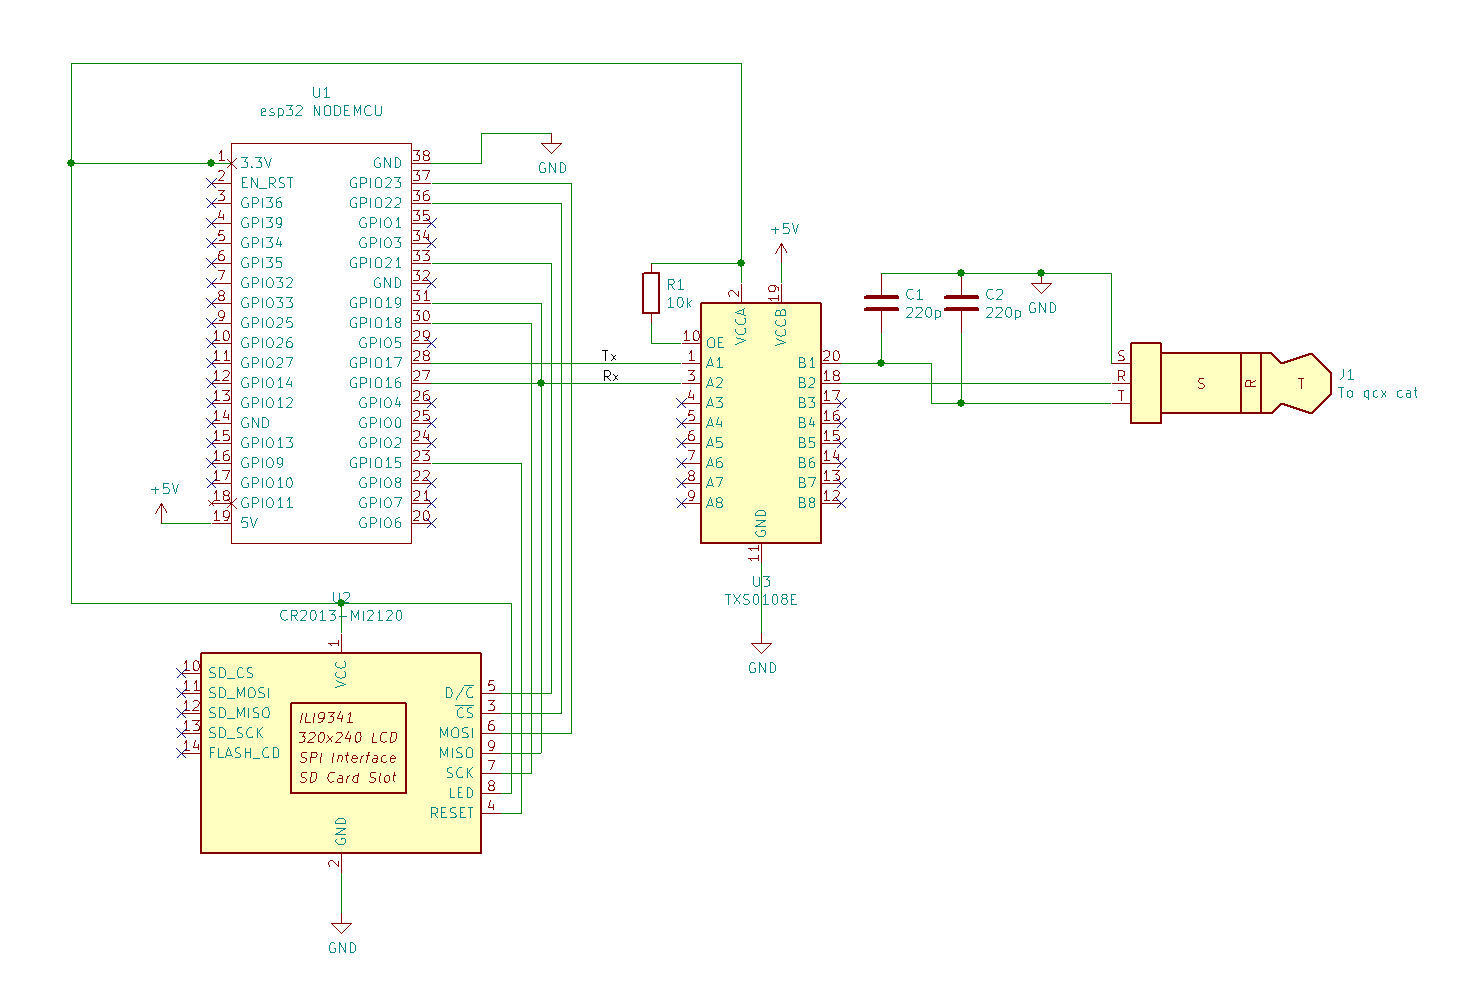 U1
esp32 NODEMCU
1 3.3V
2 EN_RST
3 GPI36
4 GPI39
5 GPI34
6 GPI35
7 GPIO32
8 GPIO33
9 GPIO25
10 GPIO26
11 GPIO27
12 GPIO14
13 GPIO12
14 GND
15 GPIO13
16 GPIO9
17 GPIO10
18 GPIO11
19 5V
+5V
GND 38
GPIO23 37
GPIO22 36
GPIO1 35
GPIO3 34
GPIO21 33
GND 32
GPIO19 31
GPIO18 30
GPIO5 29
GPIO17 28
GPIO16 27
GPIO4 26
GPIO0 25
GPIO2 24
GPIO15 23
GPIO8 22
GPIO7 21
GPIO6 20
GND
Tx
Rx
R1
10k
+5V
2 VCCA
19 VCCB
10 OE
1 A1
3 A2
4 A3
5 A4
6 A5
7 A6
8 A7
9 A8
B1 20
B2 18
B3 17
B4 16
B5 15
B6 14
B7 13
B8 12
GND 11
U3
TXS0108E
GND
C1
220p
C2
220p
GND
S
R
T
S R T
J1
To qcx cat
U2
CR2013-MI2120
1 VCC
10 SD_CS
11 SD_MOSI
12 SD_MISO
13 SD_SCK
14 FLASH_CD
ILI9341
320x240 LCD
SPI Interface
SD Card Slot
D/C 5
CS 3
MOSI 6
MISO 9
SCK 7
LED 8
RESET 4
GND 2
GND